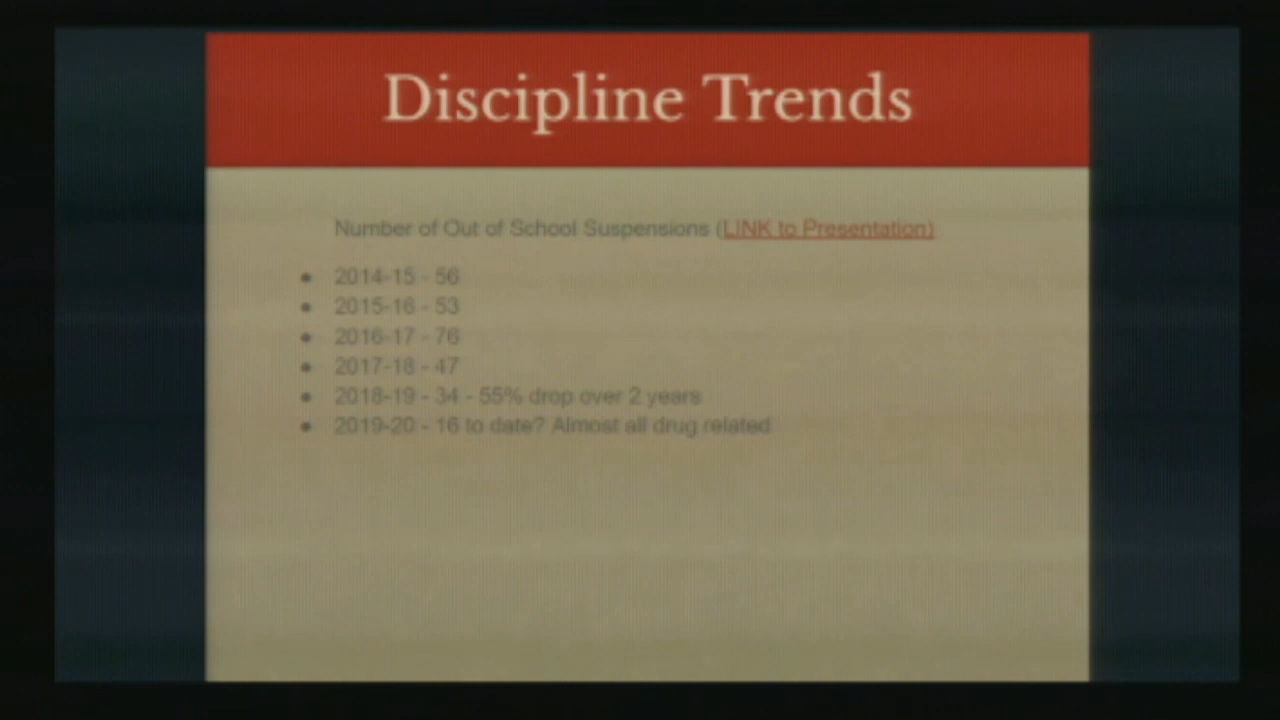 Discipline Trends
Number of Out of School Suspensions (LINK to Presentation)
● 2014-15 - 56
● 2015-16 - 53
● 2016-17 - 76
● 2017-18 - 47
● 2018-19 - 34 - 55% drop over 2 years
● 2019-20 - 16 to date? Almost all drug related